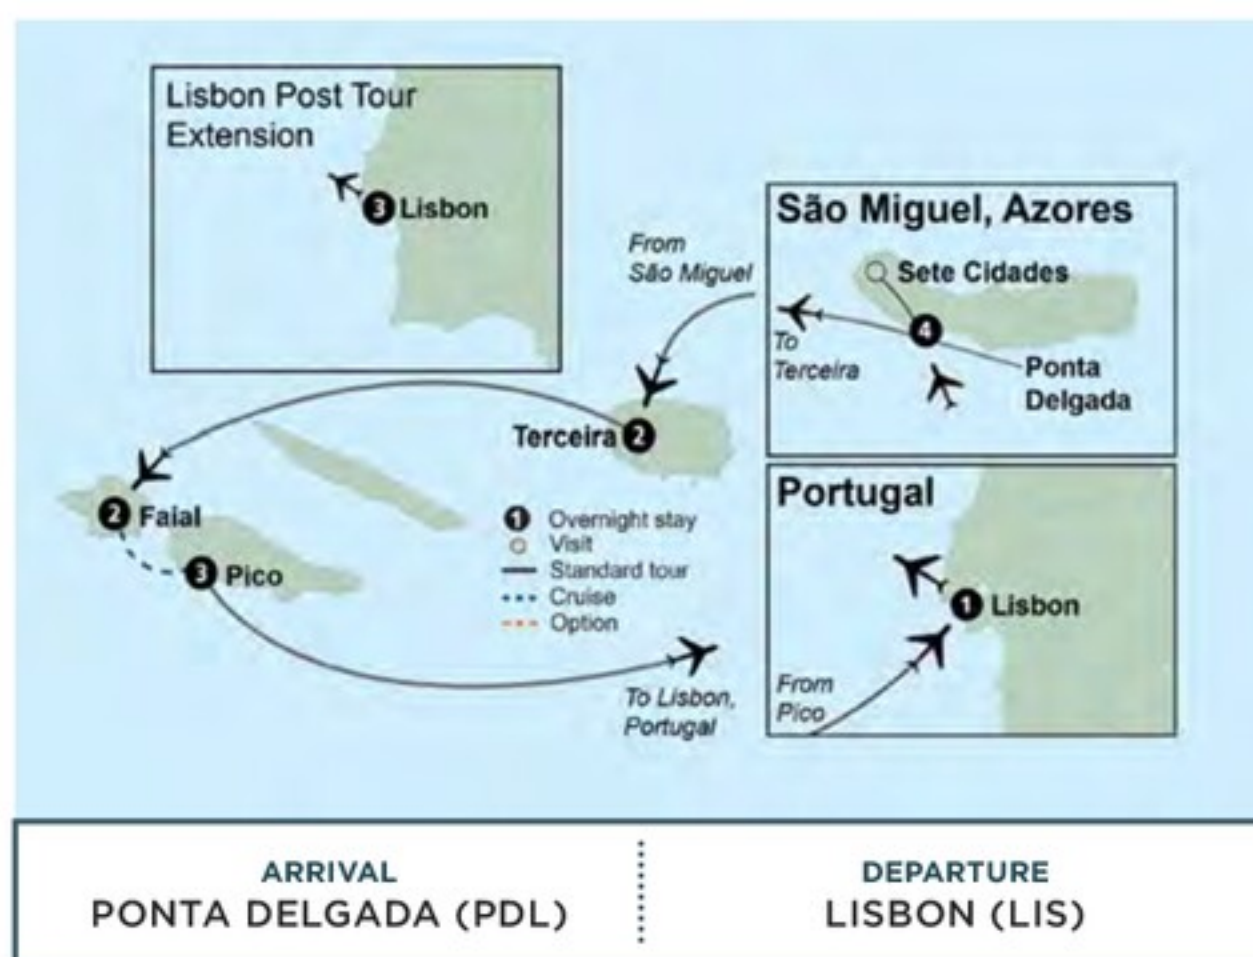 Lisbon Post Tour
Extension
3 Lisbon
From
São Miguel
São Miguel, Azores
Sete Cidades
4
To
Terceira
Ponta
Delgada
Terceira 2
2 Faial
3 Pico
1 Overnight stay
Visit
Standard tour
Cruise
Option
To Lisbon,
Portugal
Portugal
1 Lisbon
From
Pico
ARRIVAL
PONTA DELGADA (PDL)
DEPARTURE
LISBON (LIS)